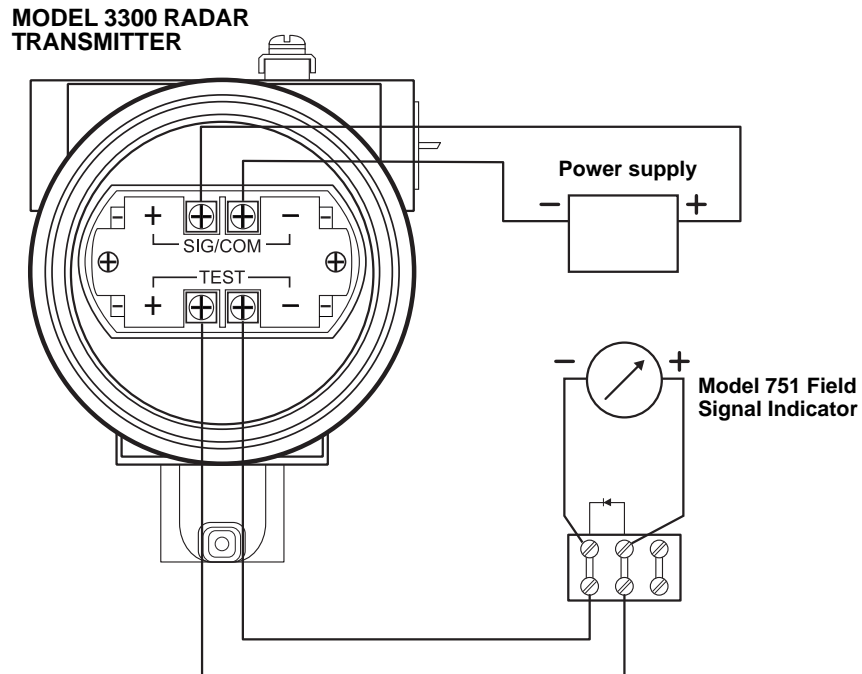 MODEL 3300 RADAR
TRANSMITTER
Power supply
- +
+ -
SIG/COM
TEST
+ -
- +
Model 751 Field
Signal Indicator